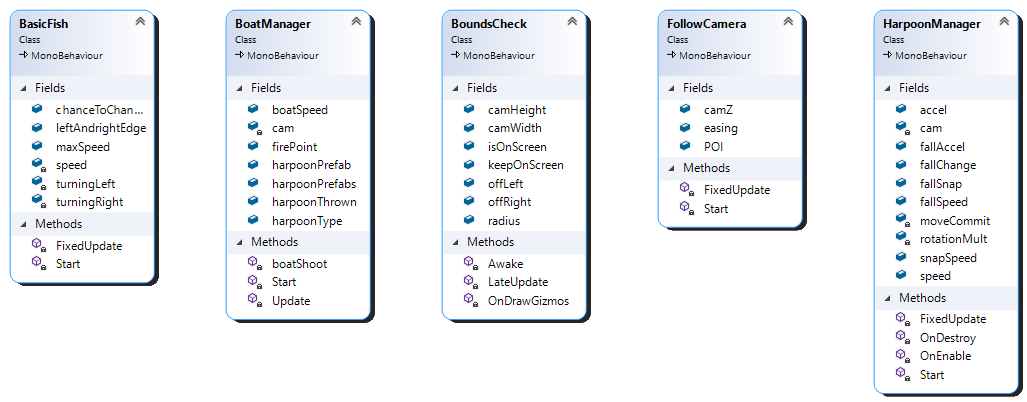 BasicFish
Class
MonoBehaviour
Fields
chanceToChan...
leftAndrightEdge
maxSpeed
speed
turningLeft
turningRight
Methods
FixedUpdate
Start
BoatManager
Class
MonoBehaviour
Fields
boatSpeed
cam
firePoint
harpoonPrefab
harpoonPrefabs
harpoonThrown
harpoonType
Methods
boatShoot
Start
Update
BoundsCheck
Class
MonoBehaviour
Fields
camHeight
camWidth
isOnScreen
keepOnScreen
offLeft
offRight
radius
Methods
Awake
LateUpdate
OnDrawGizmos
FollowCamera
Class
MonoBehaviour
Fields
camZ
easing
POI
Methods
FixedUpdate
Start
HarpoonManager
Class
MonoBehaviour
Fields
accel
cam
fallAccel
fallChange
fallSnap
fallSpeed
moveCommit
rotationMult
snapSpeed
speed
Methods
FixedUpdate
OnDestroy
OnEnable
Start